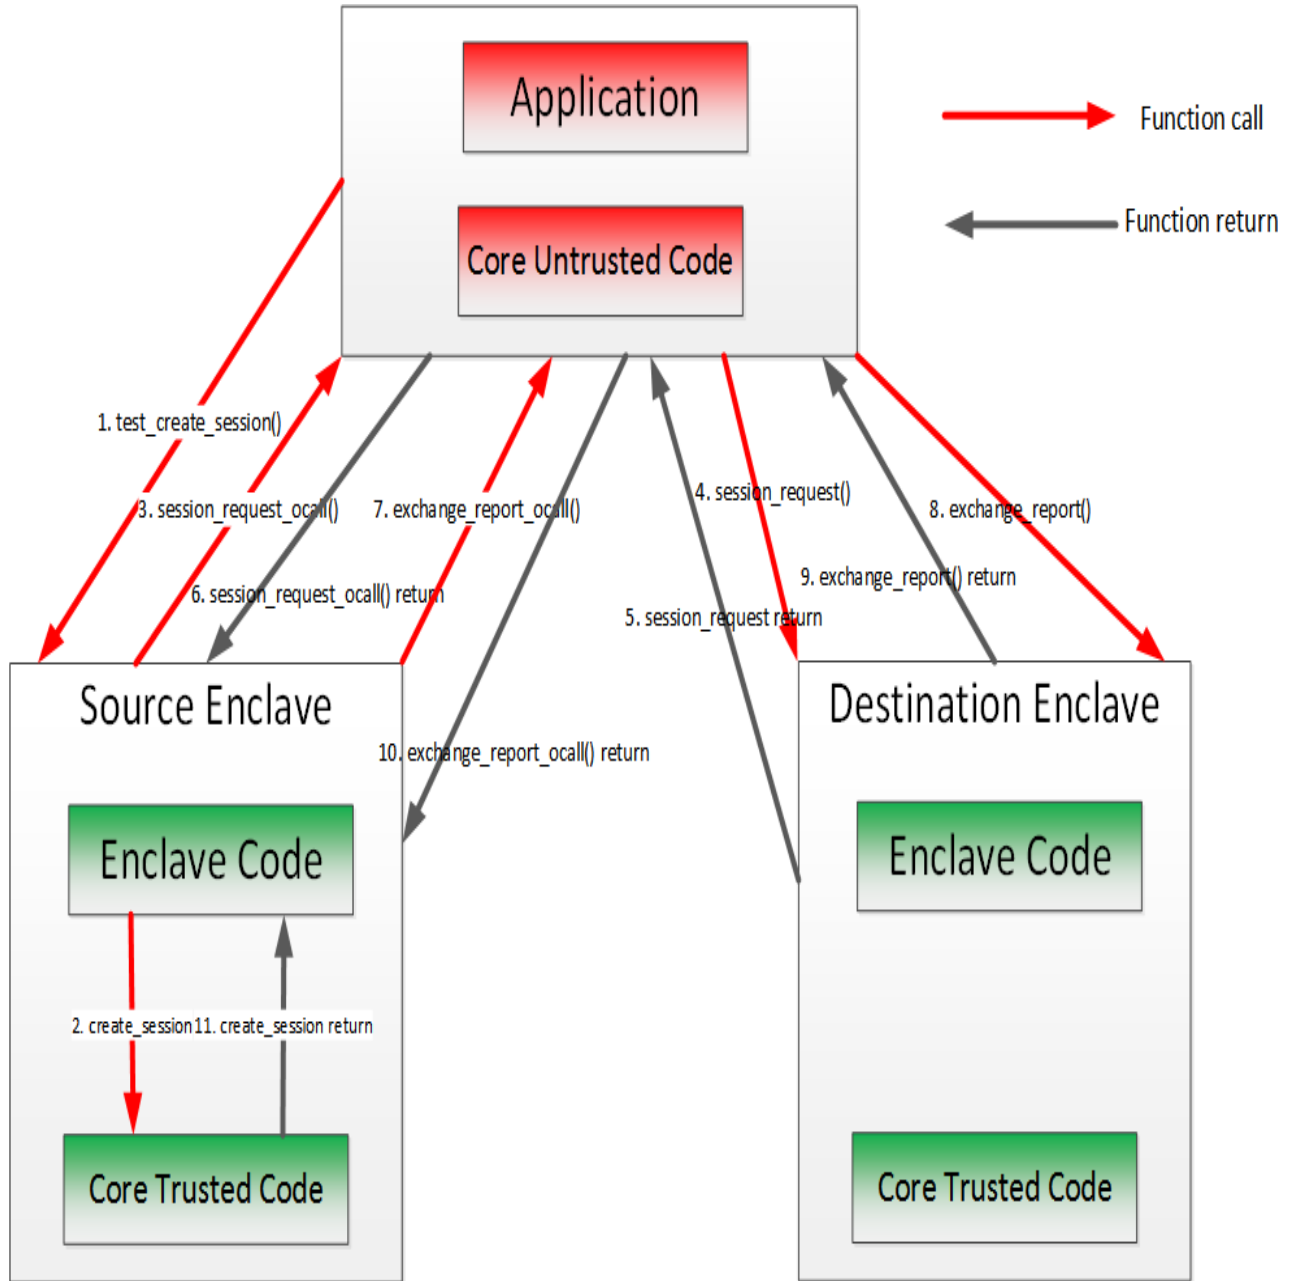 Application
Function call
Function return
Core Untrusted Code
1. test_create_session()
3. session_request_ocall()
7. exchange_report_ocall()
4. session_request()
8. exchange_report()
6. session_request_ocall() return
9. exchange_report() return
5. session_request return
Source Enclave
Destination Enclave
10. exchange_report_ocall() return
Enclave Code
Enclave Code
2. create_session
11. create_session return
Core Trusted Code
Core Trusted Code